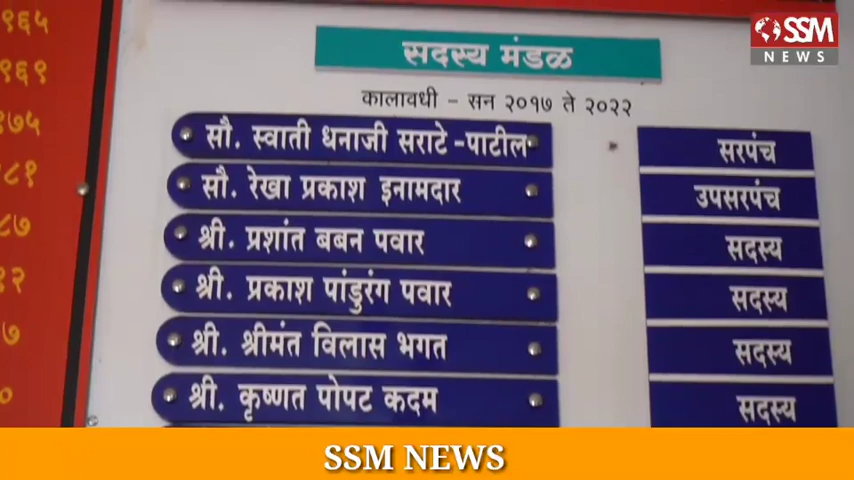 SSM
NEWS
सदस्य मंडळ
कालावधी - सन २०१७ ते २०२२
सौ. स्वाती धनाजी सराटे -पाटील सरपंच
सौ. रेखा प्रकाश इनामदार उपसरपंच
श्री. प्रशांत बबन पवार सदस्य
श्री. प्रकाश पांडुरंग पवार सदस्य
श्री. श्रीमंत विलास भगत सदस्य
श्री. कृष्णत पोपट कदम सदस्य
SSM NEWS